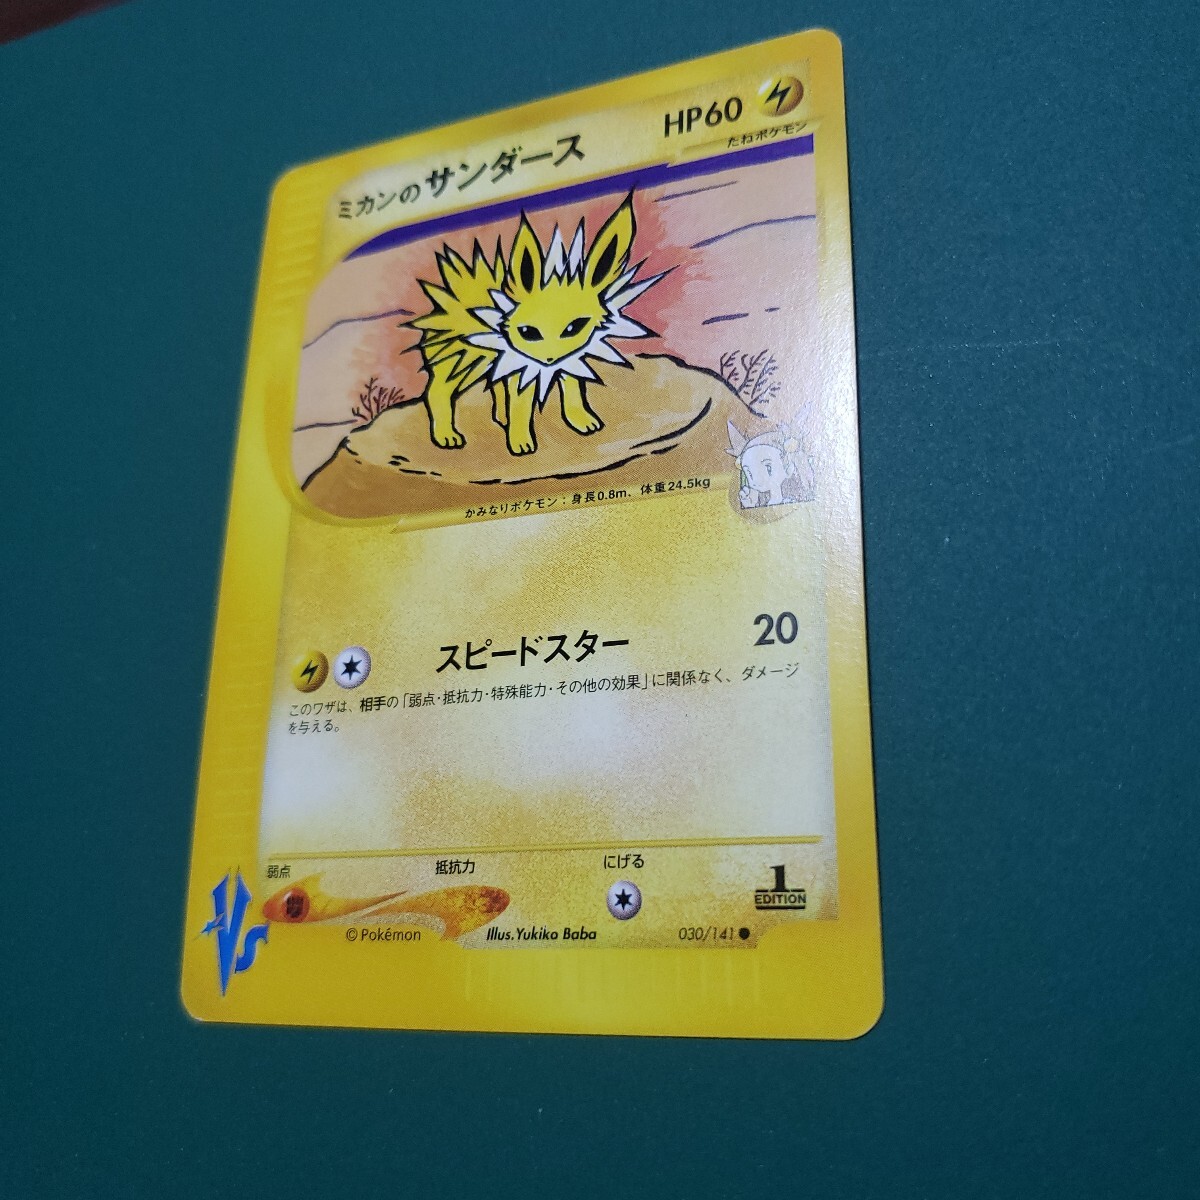 ミカンのサンダース
HP60
たねポケモン
かみなりポケモン：身長0.8m、体重24.5kg
スピードスター 20
このワザは、相手の「弱点・抵抗力・特殊能力・その他の効果」に関係なく、ダメージ
を与える。
弱点 抵抗力 にげる
1
EDITION
VS
© Pokémon Illus.Yukiko Baba 030/141 ●